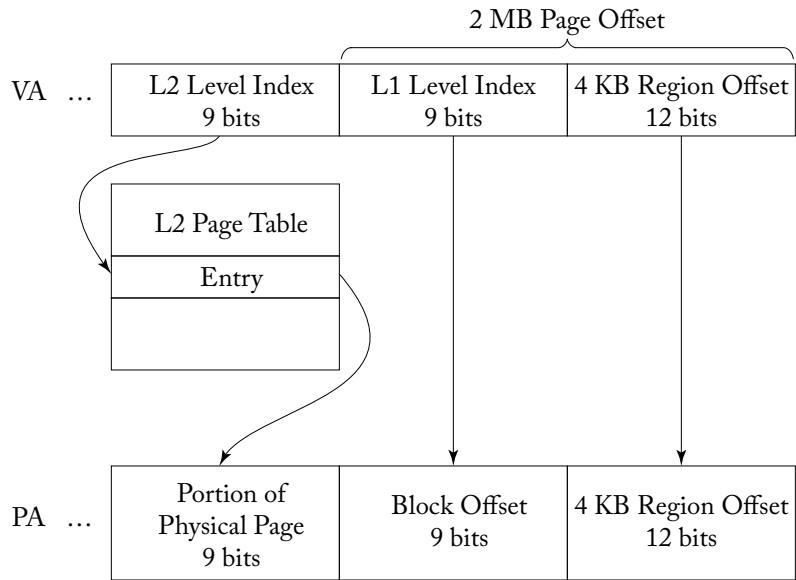 2 MB Page Offset
VA ...
L2 Level Index
9 bits
L1 Level Index
9 bits
4 KB Region Offset
12 bits
L2 Page Table
Entry
PA ...
Portion of
Physical Page
9 bits
Block Offset
9 bits
4 KB Region Offset
12 bits